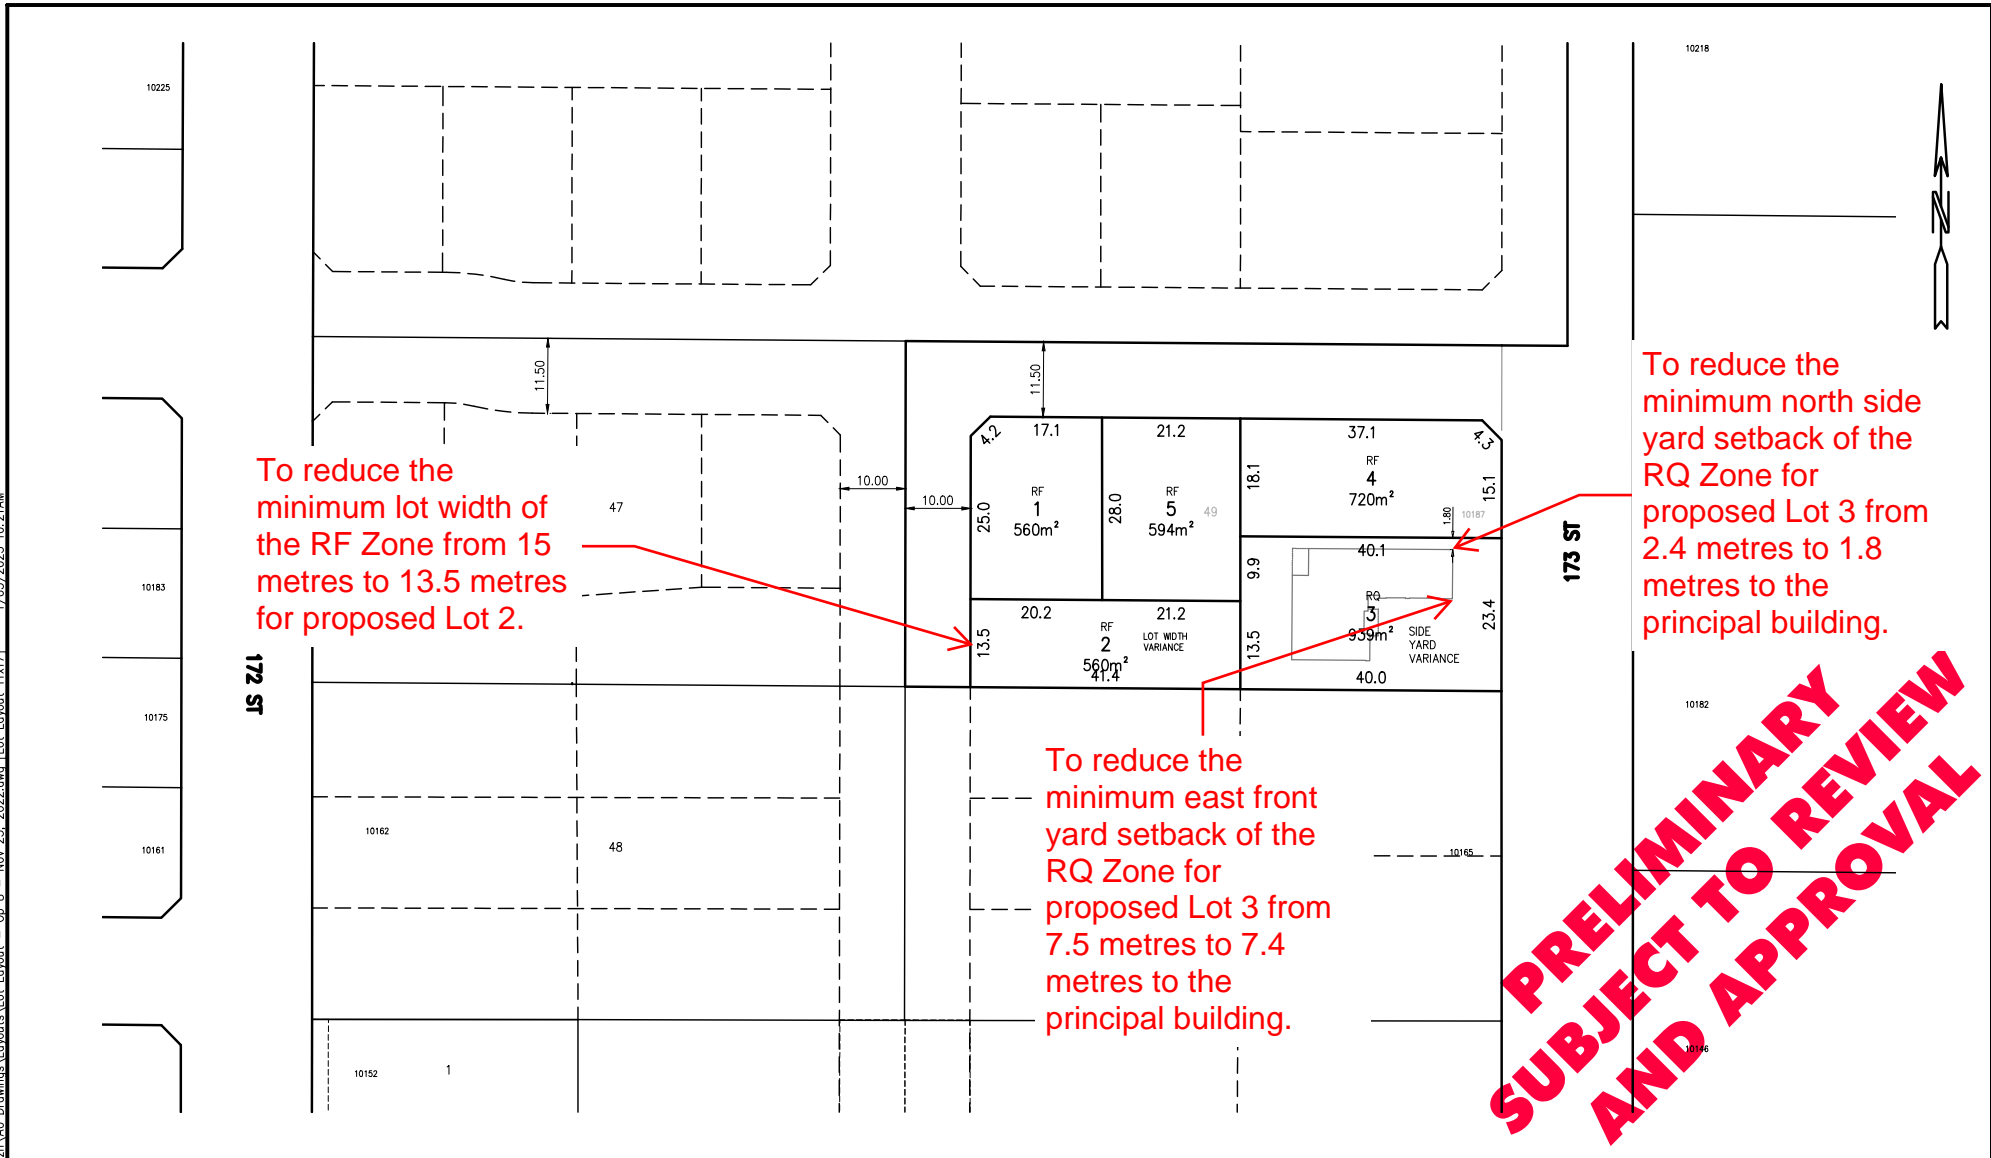 10225
10218
N
11.50
11.50
To reduce the
minimum north side
yard setback of the
RQ Zone for
proposed Lot 3 from
2.4 metres to 1.8
metres to the
principal building.
4.2
17.1
21.2
37.1
4.3
To reduce the
minimum lot width of
the RF Zone from 15
metres to 13.5 metres
for proposed Lot 2.
47
10.00
10.00
25.0
RF
1
560m²
28.0
RF
5
594m²
49
18.1
RF
4
720m²
15.1
1.80
10187
173 ST
10183
9.9
40.1
RQ
3
939m²
SIDE
YARD
VARIANCE
23.4
20.2
21.2
13.5
RF
2
560m²
LOT WIDTH
VARIANCE
41.4
13.5
40.0
172 ST
10175
10182
To reduce the
minimum east front
yard setback of the
RQ Zone for
proposed Lot 3 from
7.5 metres to 7.4
metres to the
principal building.
10162
48
10161
10165
10152
1
10146
PRELIMINARY
SUBJECT TO REVIEW
AND APPROVAL